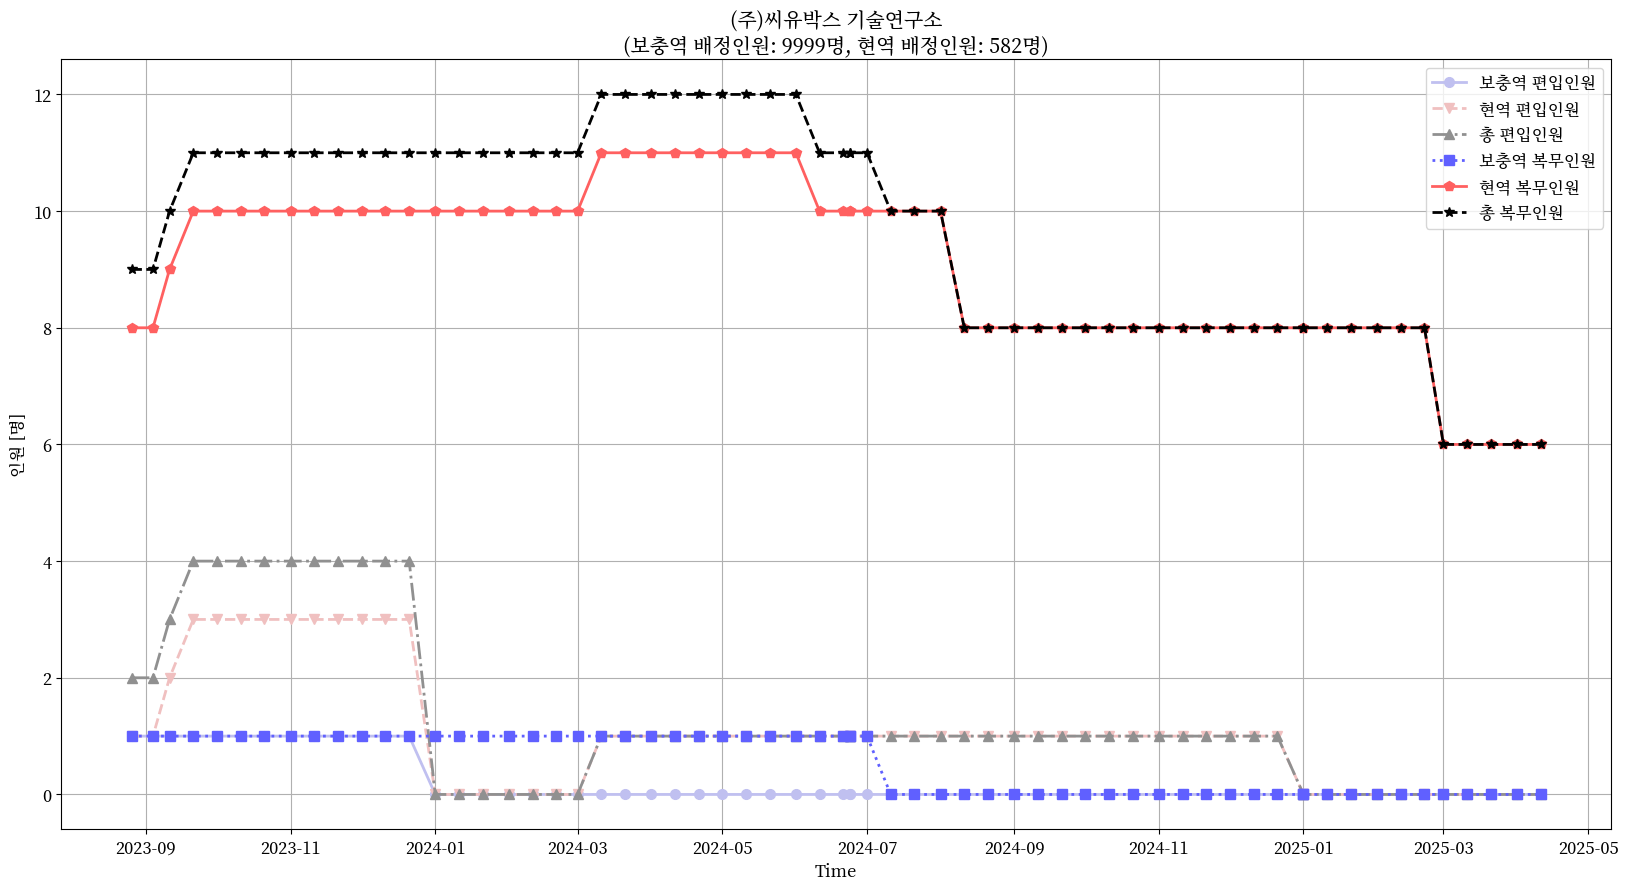 (주)씨유박스 기술연구소
(보충역 배정인원: 9999명, 현역 배정인원: 582명)
보충역 편입인원
현역 편입인원
총 편입인원
보충역 복무인원
현역 복무인원
총 복무인원
인원 [명]
12
10
8
6
4
2
0
2023-09
2023-11
2024-01
2024-03
2024-05
2024-07
2024-09
2024-11
2025-01
2025-03
2025-05
Time